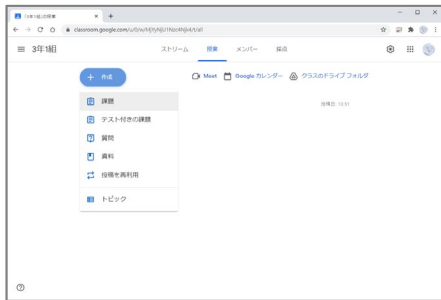 3年1組の授業
classroom.google.com/u/0/w/MjYyNjU1Nzc4Njk4/t/all
3年1組
ストリーム 授業 メンバー 採点
+ 作成
Meet Google カレンダー クラスのドライブ フォルダ
課題
投稿日: 13:51
テスト付きの課題
質問
資料
投稿を再利用
トピック